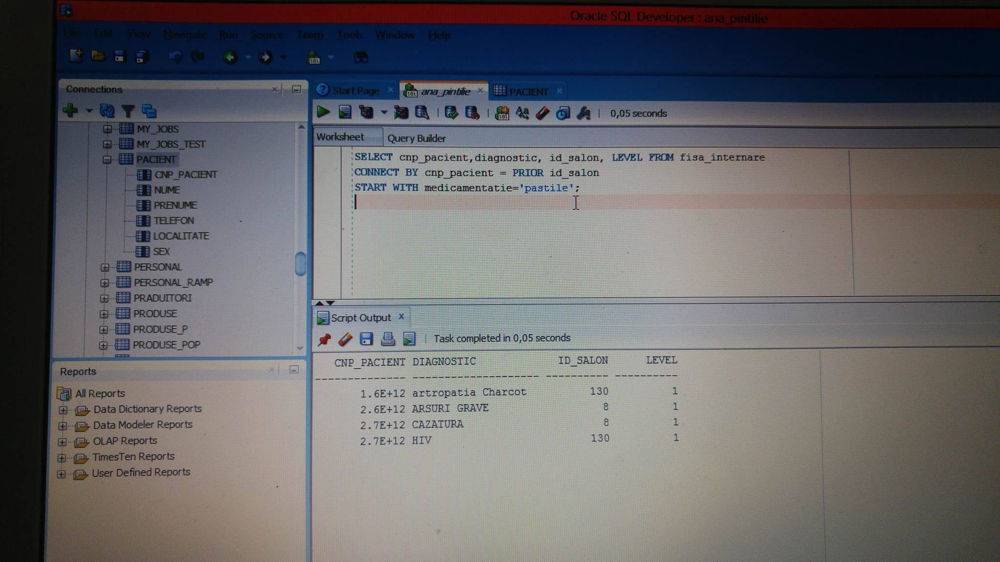 Oracle SQL Developer : ana_pintilie
File Edit View Navigate Run Source Team Tools Window Help
SQL
Connections
MY_JOBS
MY_JOBS_TEST
PACIENT
CNP_PACIENT
NUME
PRENUME
TELEFON
LOCALITATE
SEX
PERSONAL
PERSONAL_RAMP
PRADUITORI
PRODUSE
PRODUSE_P
PRODUSE_POP
Reports
All Reports
Data Dictionary Reports
Data Modeler Reports
OLAP Reports
TimesTen Reports
User Defined Reports
Start Page ana_pintilie PACIENT
0,05 seconds
Worksheet Query Builder
SELECT cnp_pacient,diagnostic, id_salon, LEVEL FROM fisa_internare
CONNECT BY cnp_pacient = PRIOR id_salon
START WITH medicamentatie='pastile';
Script Output
Task completed in 0,05 seconds
CNP_PACIENT DIAGNOSTIC ID_SALON LEVEL
-------------- -------------------- ---------- ----------
1.6E+12 artropatia Charcot 130 1
2.6E+12 ARSURI GRAVE 8 1
2.7E+12 CAZATURA 8 1
2.7E+12 HIV 130 1